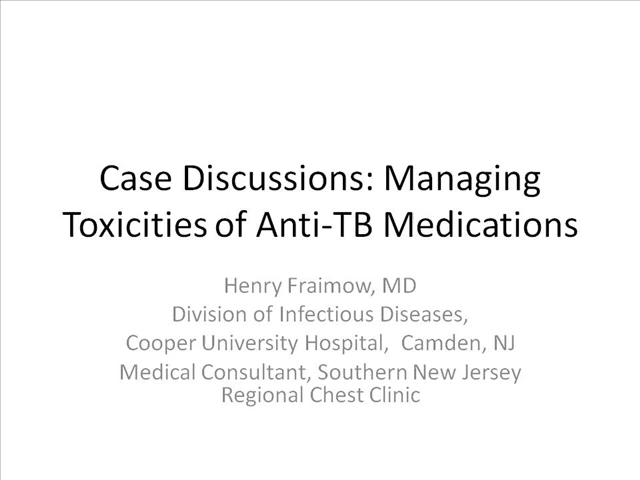 Case Discussions: Managing
Toxicities of Anti-TB Medications
Henry Fraimow, MD
Division of Infectious Diseases,
Cooper University Hospital,  Camden, NJ
Medical Consultant, Southern New Jersey
Regional Chest Clinic